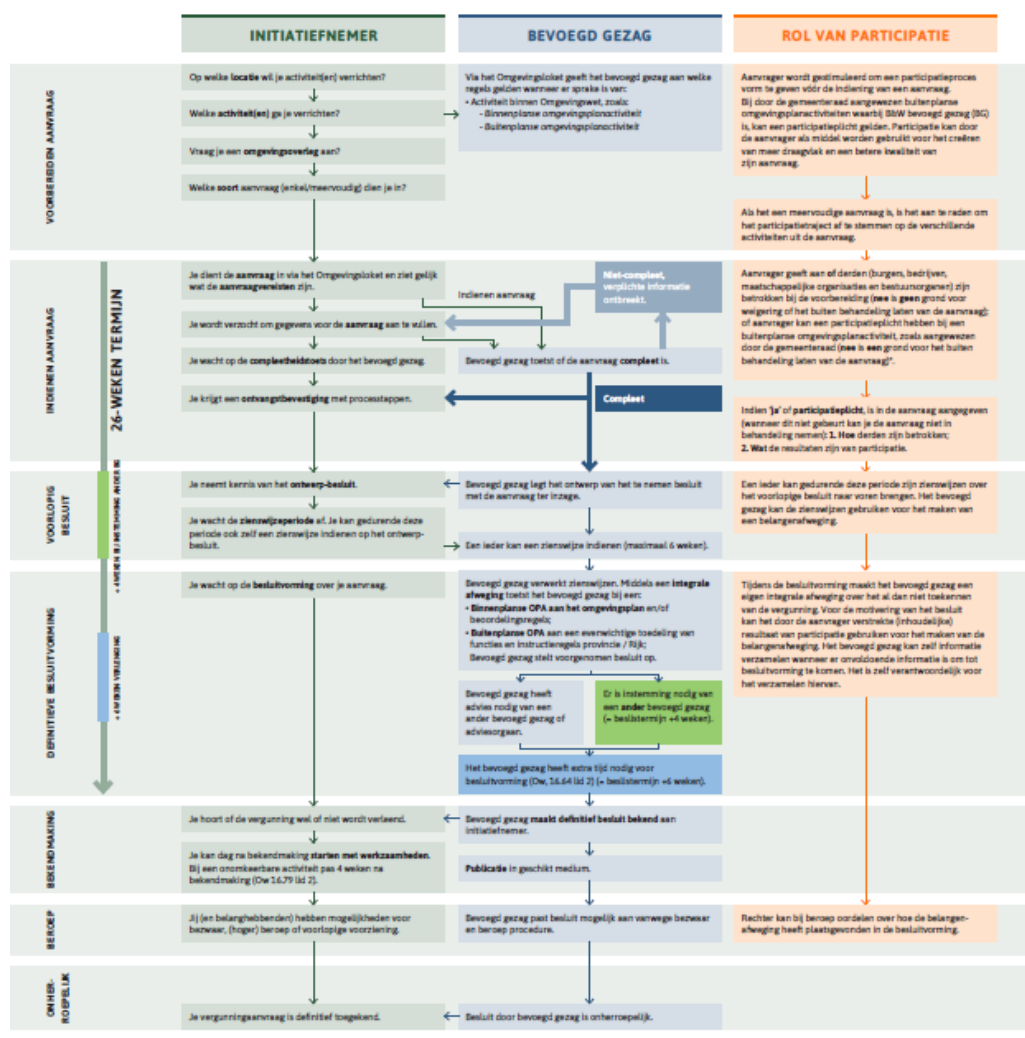 INITIATIEFNEMER
BEVOEGD GEZAG
ROL VAN PARTICIPATIE
VOORBEREIDEN AANVRAAG
Op welke locatie wil je activiteit(en) verrichten?
Welke activiteit(en) ga je verrichten?
Vraag je een omgevingsoverleg aan?
Welke soort aanvraag (enkel/meervoudig) dien je in?
Via het Omgevingsloket geeft het bevoegd gezag aan welke
regels gelden wanneer er sprake is van:
• Activiteit binnen Omgevingswet, zoals:
- Binnenplanse omgevingsplanactiviteit
- Buitenplanse omgevingsplanactiviteit
Aanvrager wordt gestimuleerd om een participatieproces
vorm te geven vóór de indiening van een aanvraag.
Bij door de gemeenteraad aangewezen buitenplanse
omgevingsplanactiviteiten waarbij B&W bevoegd gezag (BG)
is, kan een participatieplicht gelden. Participatie kan door
de aanvrager als middel worden gebruikt voor het creëren
van meer draagvlak en een betere kwaliteit van
zijn aanvraag.
Als het een meervoudige aanvraag is, is het aan te raden om
het participatietraject af te stemmen op de verschillende
activiteiten uit de aanvraag.
INDIENEN AANVRAAG
26-WEKEN TERMIJN
Je dient de aanvraag in via het Omgevingsloket en ziet gelijk
wat de aanvraagvereisten zijn.
Je wordt verzocht om gegevens voor de aanvraag aan te vullen.
Je wacht op de compleetheidstoets door het bevoegd gezag.
Je krijgt een ontvangstbevestiging met processtappen.
Indienen aanvraag
Niet-compleet,
verplichte informatie
ontbreekt.
Bevoegd gezag toetst of de aanvraag compleet is.
Compleet
Aanvrager geeft aan of derden (burgers, bedrijven,
maatschappelijke organisaties en bestuursorganen) zijn
betrokken bij de voorbereiding (nee is geen grond voor
weigering of het buiten behandeling laten van de aanvraag);
of aanvrager kan een participatieplicht hebben bij een
buitenplanse omgevingsplanactiviteit, zoals aangewezen
door de gemeenteraad (nee is een grond voor het buiten
behandeling laten van de aanvraag)*.
Indien 'ja' of participatieplicht, is in de aanvraag aangegeven
(wanneer dit niet gebeurt kan je de aanvraag niet in
behandeling nemen): 1. Hoe derden zijn betrokken;
2. Wat de resultaten zijn van participatie.
VOORLOPIG
BESLUIT
+ 4 WEKEN BIJ INSTEMMING ANDER BG
Je neemt kennis van het ontwerp-besluit.
Je wacht de zienswijzeperiode af. Je kan gedurende deze
periode ook zelf een zienswijze indienen op het ontwerp-
besluit.
Bevoegd gezag legt het ontwerp van het te nemen besluit
met de aanvraag ter inzage.
Een ieder kan een zienswijze indienen (maximaal 6 weken).
Een ieder kan gedurende deze periode zijn zienswijzen over
het voorlopige besluit naar voren brengen. Het bevoegd
gezag kan de zienswijzen gebruiken voor het maken van
een belangenafweging.
DEFINITIEVE BESLUITVORMING
+ 6 WEKEN VERLENGING
Je wacht op de besluitvorming over je aanvraag.
Bevoegd gezag verwerkt zienswijzen. Middels een integrale
afweging toetst het bevoegd gezag bij een:
• Binnenplanse OPA aan het omgevingsplan en/of
beoordelingsregels;
• Buitenplanse OPA aan een evenwichtige toedeling van
functies en instructieregels provincie / Rijk;
Bevoegd gezag stelt voorgenomen besluit op.
Bevoegd gezag heeft
advies nodig van een
ander bevoegd gezag of
adviesorgaan.
Er is instemming nodig van
een ander bevoegd gezag
(= beslistermijn +4 weken).
Het bevoegd gezag heeft extra tijd nodig voor
besluitvorming (Ow, 16.64 lid 2) (= beslistermijn +6 weken).
Tijdens de besluitvorming maakt het bevoegd gezag een
eigen integrale afweging over het al dan niet toekennen
van de vergunning. Voor de motivering van het besluit
kan het door de aanvrager verstrekte (inhoudelijke)
resultaat van participatie gebruiken voor het maken van de
belangenafweging. Het bevoegd gezag kan zelf informatie
verzamelen wanneer er onvoldoende informatie is om tot
besluitvorming te komen. Het is zelf verantwoordelijk voor
het verzamelen hiervan.
BEKENDMAKING
Je hoort of de vergunning wel of niet wordt verleend.
Je kan dag na bekendmaking starten met werkzaamheden.
Bij een onomkeerbare activiteit pas 4 weken na
bekendmaking (Ow 16.79 lid 2).
Bevoegd gezag maakt definitief besluit bekend aan
initiatiefnemer.
Publicatie in geschikt medium.
BEROEP
Jij (en belanghebbenden) hebben mogelijkheden voor
bezwaar, (hoger) beroep of voorlopige voorziening.
Bevoegd gezag past besluit mogelijk aan vanwege bezwaar
en beroep procedure.
Rechter kan bij beroep oordelen over hoe de belangen-
afweging heeft plaatsgevonden in de besluitvorming.
ONHER-
ROEPELIJK
Je vergunningaanvraag is definitief toegekend.
Besluit door bevoegd gezag is onherroepelijk.